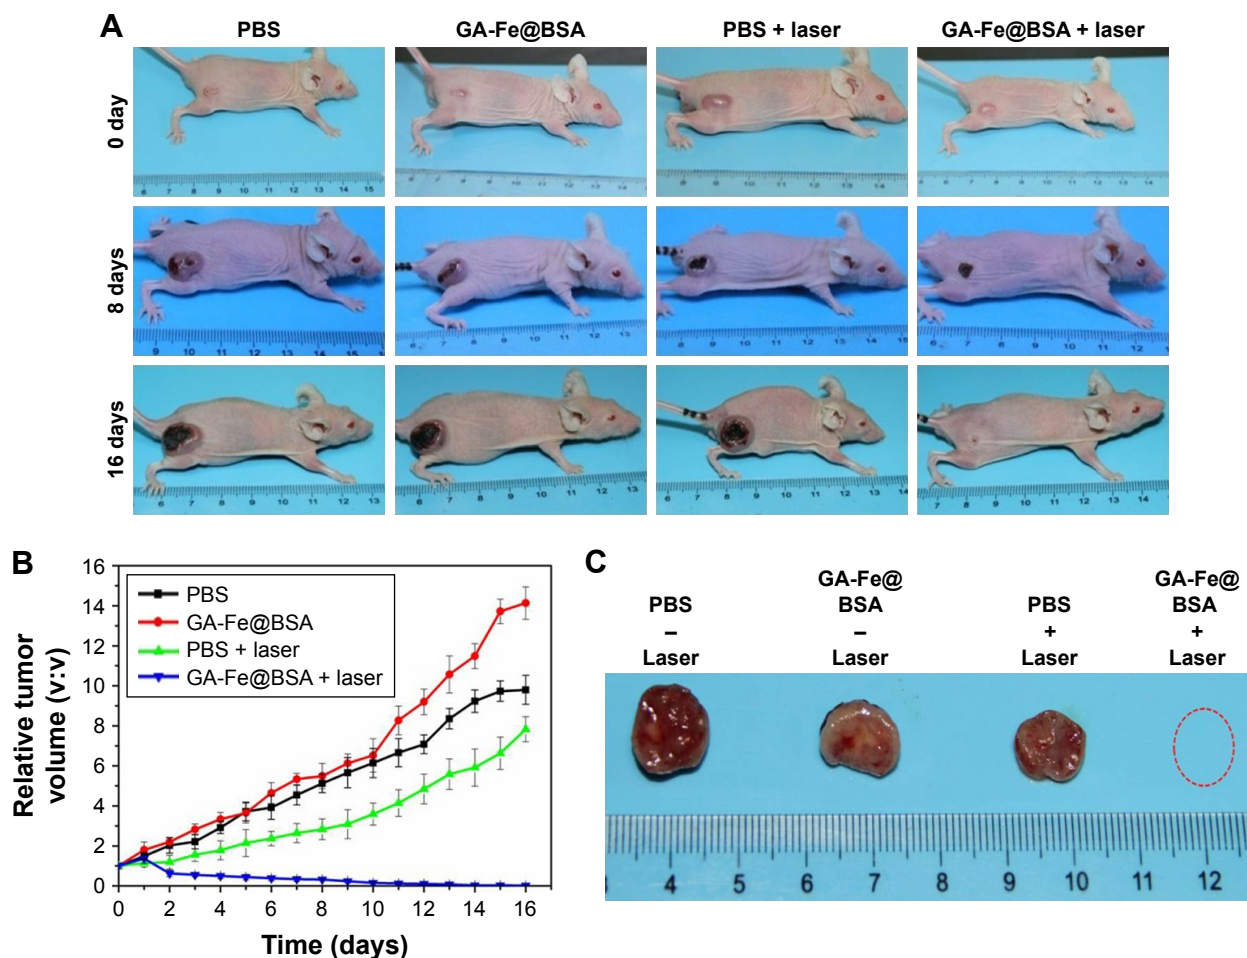 A
PBS
GA-Fe@BSA
PBS + laser
GA-Fe@BSA + laser
0 day
8 days
16 days
B
Relative tumor
volume (v:v)
16
14
12
10
8
6
4
2
0
PBS
GA-Fe@BSA
PBS + laser
GA-Fe@BSA + laser
0 2 4 6 8 10 12 14 16
Time (days)
C
PBS
–
Laser
GA-Fe@
BSA
–
Laser
PBS
+
Laser
GA-Fe@
BSA
+
Laser
4 5 6 7 8 9 10 11 12